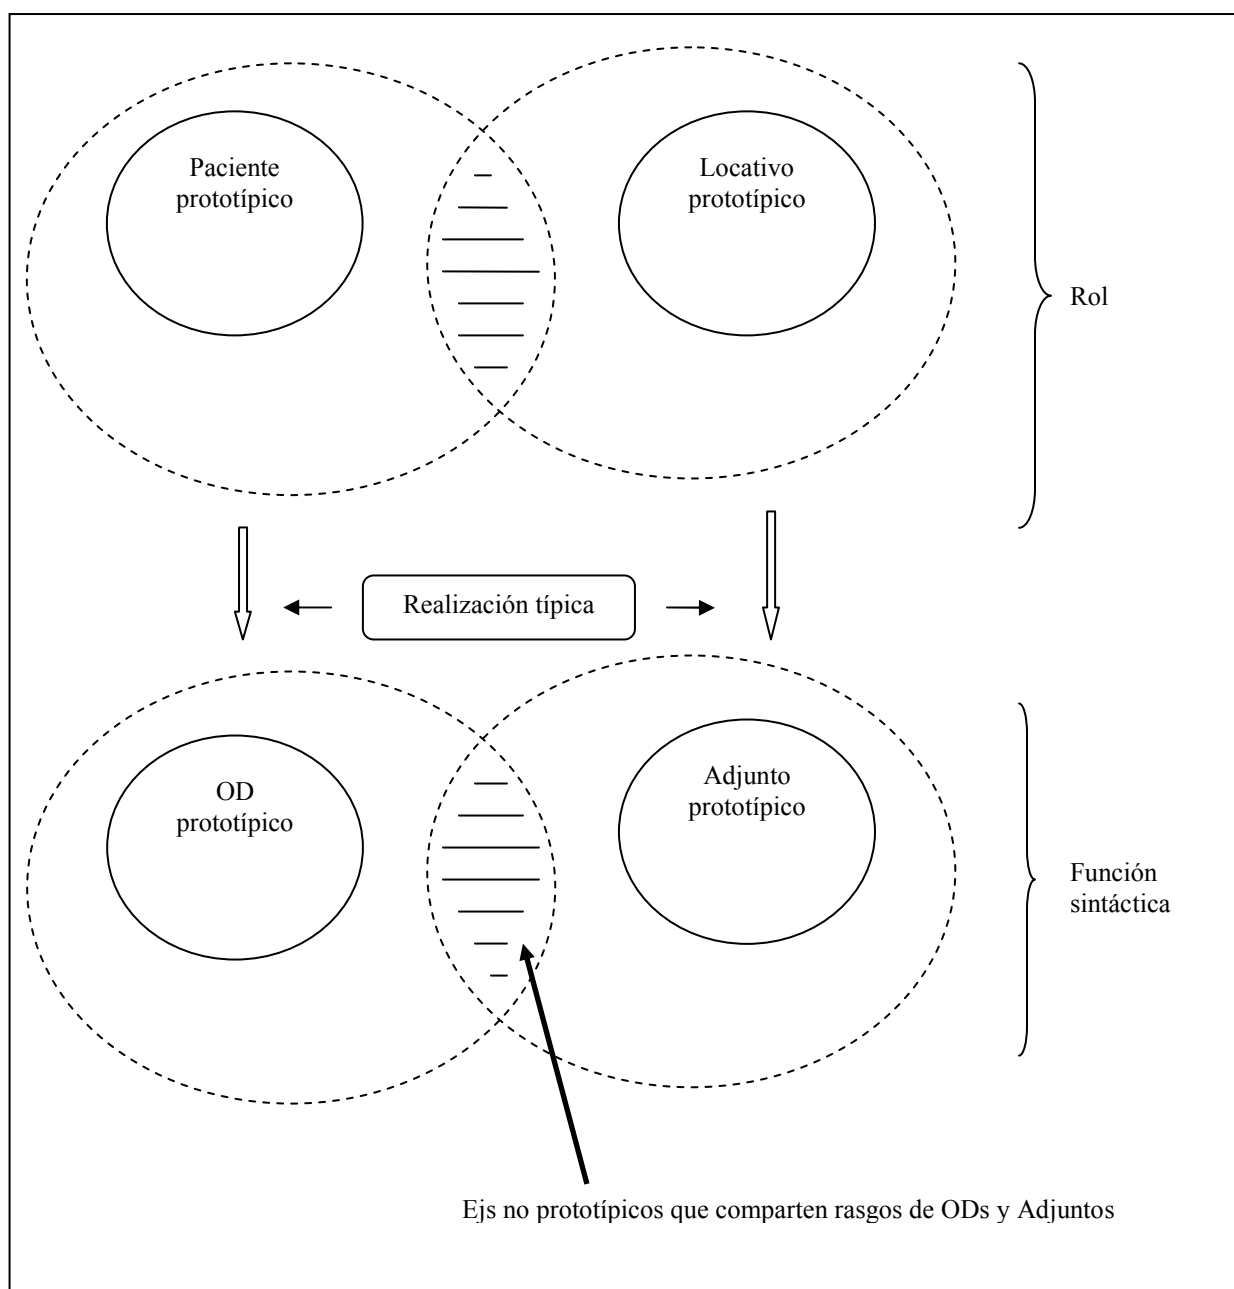 Paciente
prototípico
Locativo
prototípico
Rol
Realización típica
OD
prototípico
Adjunto
prototípico
Función
sintáctica
Ejs no prototípicos que comparten rasgos de ODs y Adjuntos